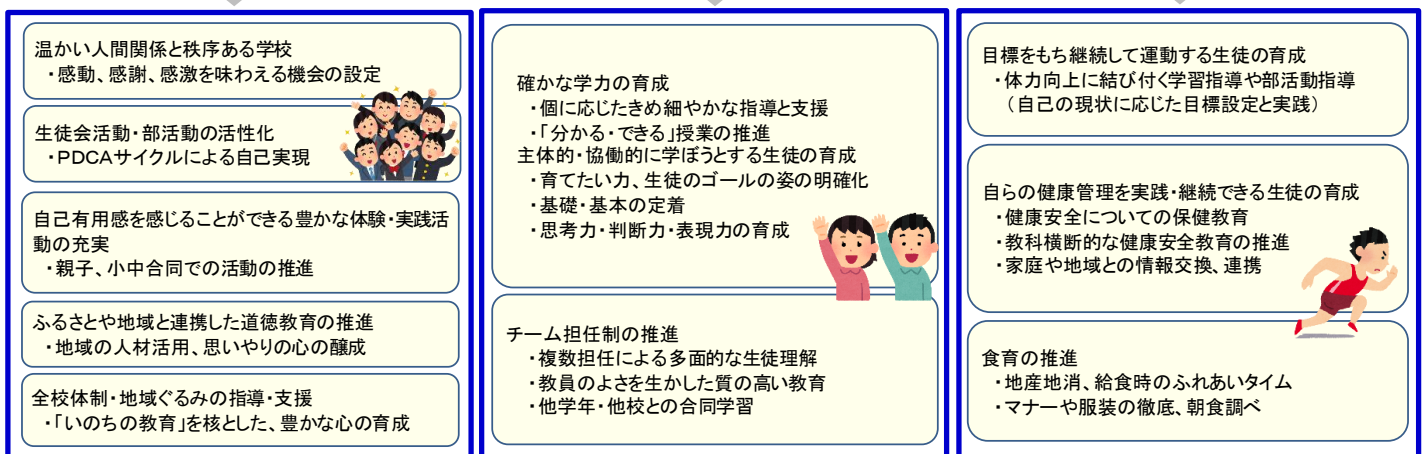 温かい人間関係と秩序ある学校
・感動、感謝、感激を味わえる機会の設定
生徒会活動・部活動の活性化
・PDCAサイクルによる自己実現
自己有用感を感じることができる豊かな体験・実践活
動の充実
・親子、小中合同での活動の推進
ふるさとや地域と連携した道徳教育の推進
・地域の人材活用、思いやりの心の醸成
全校体制・地域ぐるみの指導・支援
・「いのちの教育」を核とした、豊かな心の育成
確かな学力の育成
・個に応じたきめ細やかな指導と支援
・「分かる・できる」授業の推進
主体的・協働的に学ぼうとする生徒の育成
・育てたい力、生徒のゴールの姿の明確化
・基礎・基本の定着
・思考力・判断力・表現力の育成
チーム担任制の推進
・複数担任による多面的な生徒理解
・教員のよさを生かした質の高い教育
・他学年・他校との合同学習
目標をもち継続して運動する生徒の育成
・体力向上に結び付く学習指導や部活動指導
（自己の現状に応じた目標設定と実践）
自らの健康管理を実践・継続できる生徒の育成
・健康安全についての保健教育
・教科横断的な健康安全教育の推進
・家庭や地域との情報交換、連携
食育の推進
・地産地消、給食時のふれあいタイム
・マナーや服装の徹底、朝食調べ